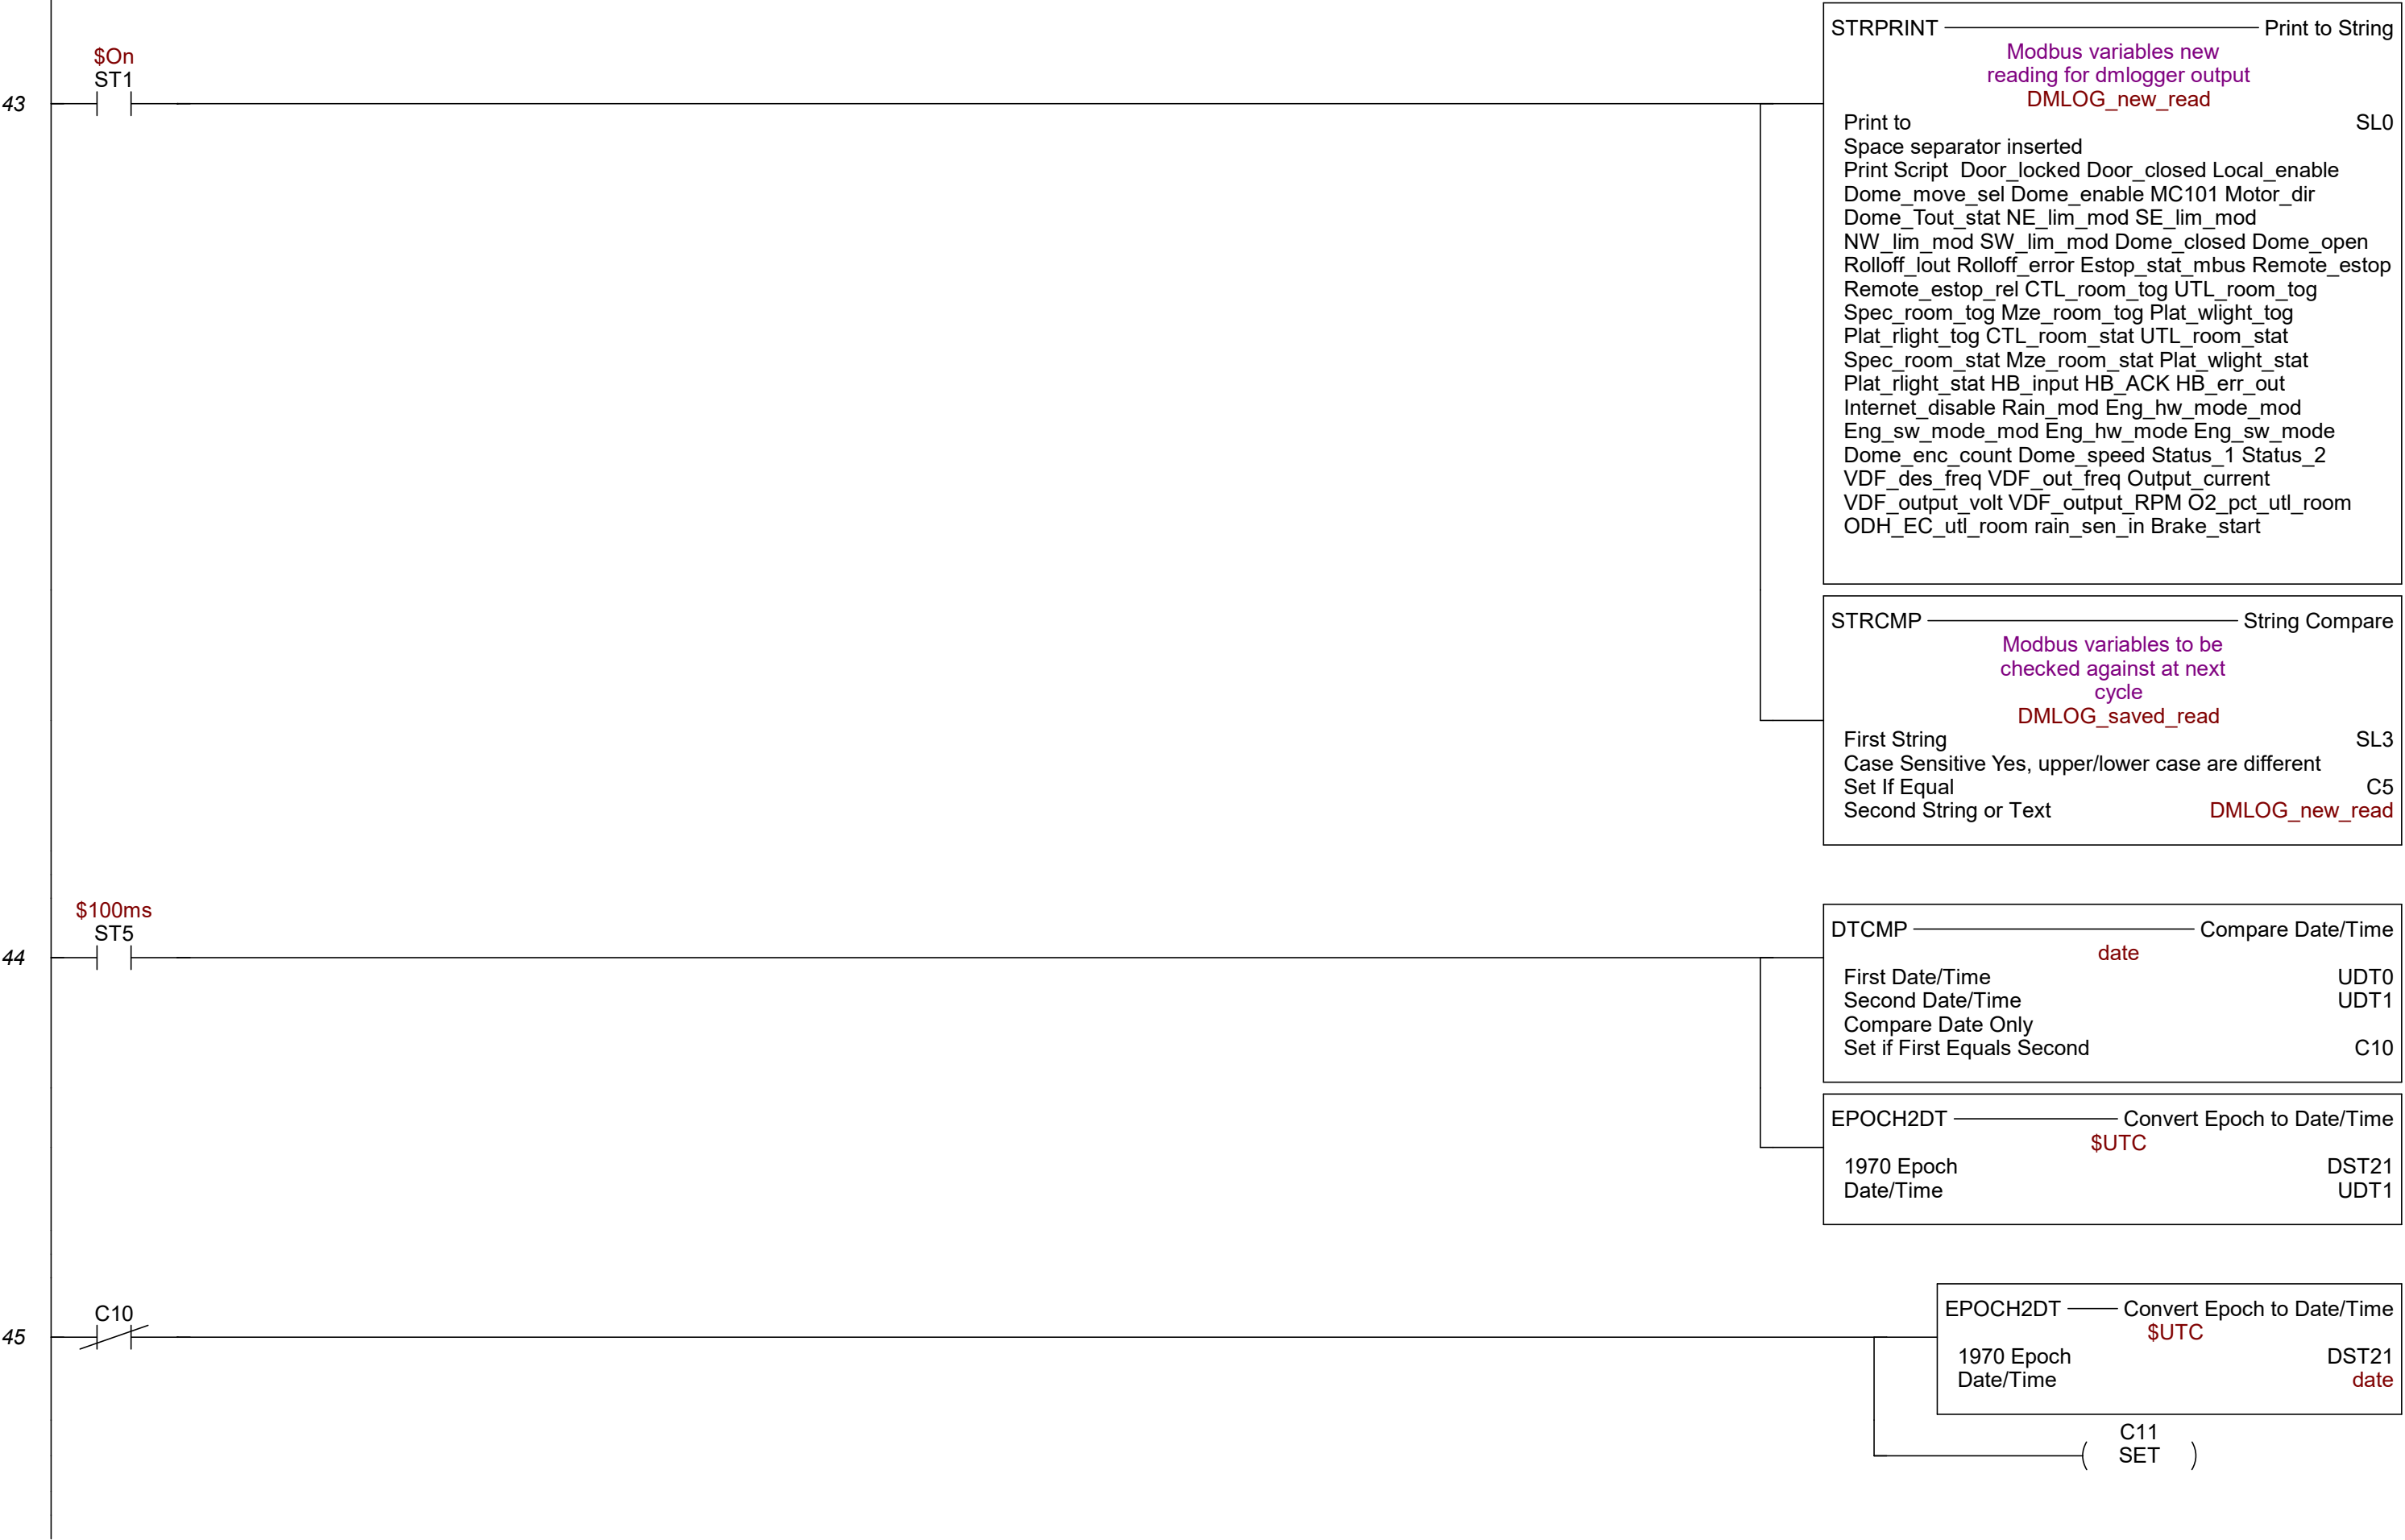 STRPRINT Print to String
Modbus variables new
reading for dmlogger output
DMLOG_new_read
$On
ST1
43
Print to SL0
Space separator inserted
Print Script Door_locked Door_closed Local_enable
Dome_move_sel Dome_enable MC101 Motor_dir
Dome_Tout_stat NE_lim_mod SE_lim_mod
NW_lim_mod SW_lim_mod Dome_closed Dome_open
Rolloff_lout Rolloff_error Estop_stat_mbus Remote_estop
Remote_estop_rel CTL_room_tog UTL_room_tog
Spec_room_tog Mze_room_tog Plat_wlight_tog
Plat_rlight_tog CTL_room_stat UTL_room_stat
Spec_room_stat Mze_room_stat Plat_wlight_stat
Plat_rlight_stat HB_input HB_ACK HB_err_out
Internet_disable Rain_mod Eng_hw_mode_mod
Eng_sw_mode_mod Eng_hw_mode Eng_sw_mode
Dome_enc_count Dome_speed Status_1 Status_2
VDF_des_freq VDF_out_freq Output_current
VDF_output_volt VDF_output_RPM O2_pct_utl_room
ODH_EC_utl_room rain_sen_in Brake_start
STRCMP String Compare
Modbus variables to be
checked against at next
cycle
DMLOG_saved_read
First String SL3
Case Sensitive Yes, upper/lower case are different
Set If Equal C5
Second String or Text DMLOG_new_read
$100ms
ST5
44
DTCMP Compare Date/Time
date
First Date/Time UDT0
Second Date/Time UDT1
Compare Date Only
Set if First Equals Second C10
EPOCH2DT Convert Epoch to Date/Time
$UTC
1970 Epoch DST21
Date/Time UDT1
C10
45
EPOCH2DT Convert Epoch to Date/Time
$UTC
1970 Epoch DST21
Date/Time date
C11
SET